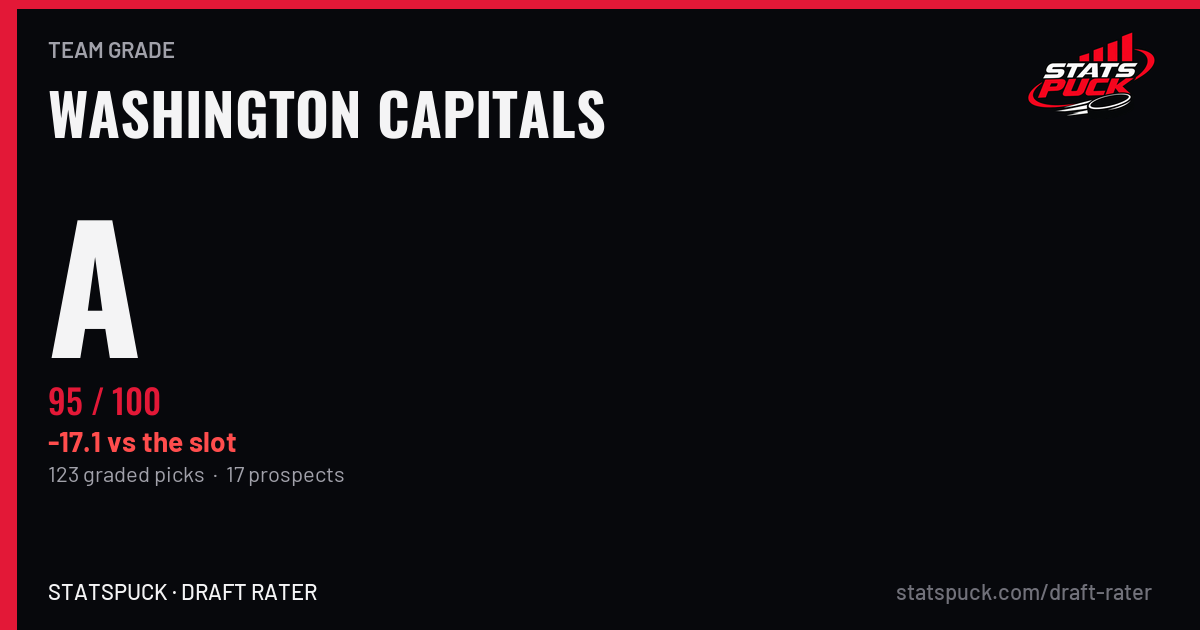 TEAM GRADE
STATS
PUCK
WASHINGTON CAPITALS
A
95 / 100
-17.1 vs the slot
123 graded picks · 17 prospects
STATSPUCK · DRAFT RATER
statspuck.com/draft-rater